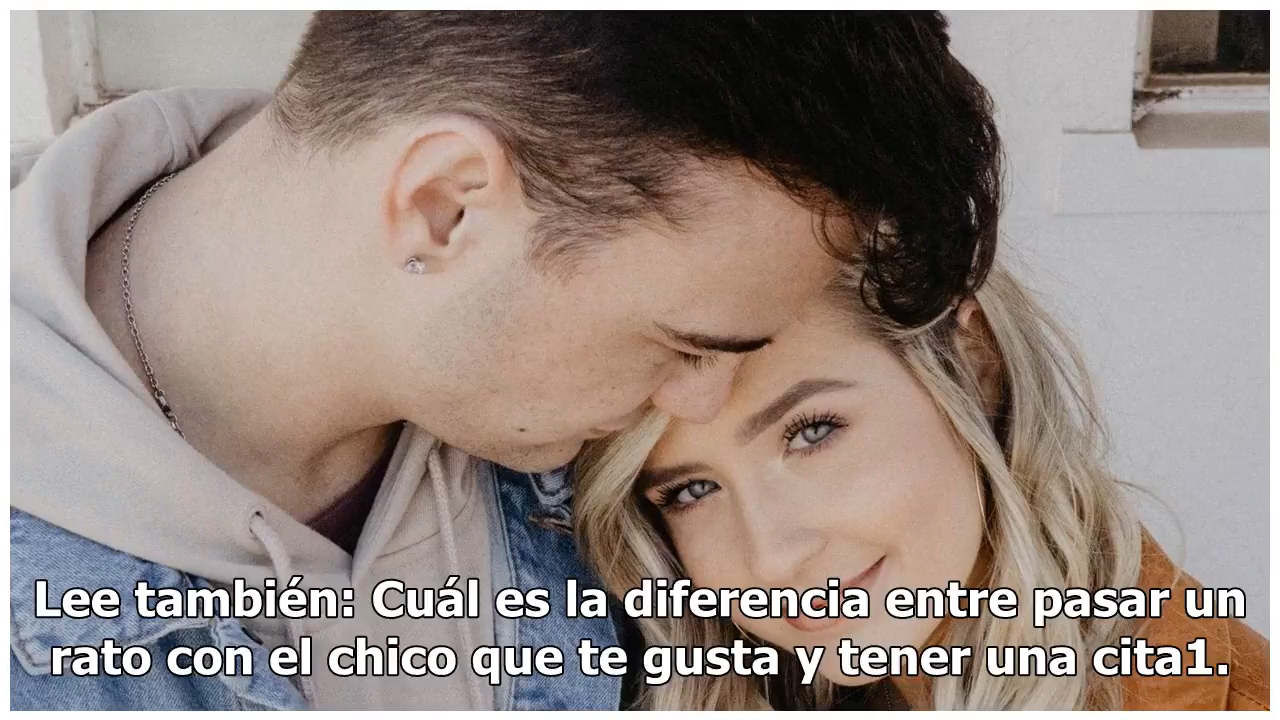 Lee también: Cuál es la diferencia entre pasar un
rato con el chico que te gusta y tener una cita1.